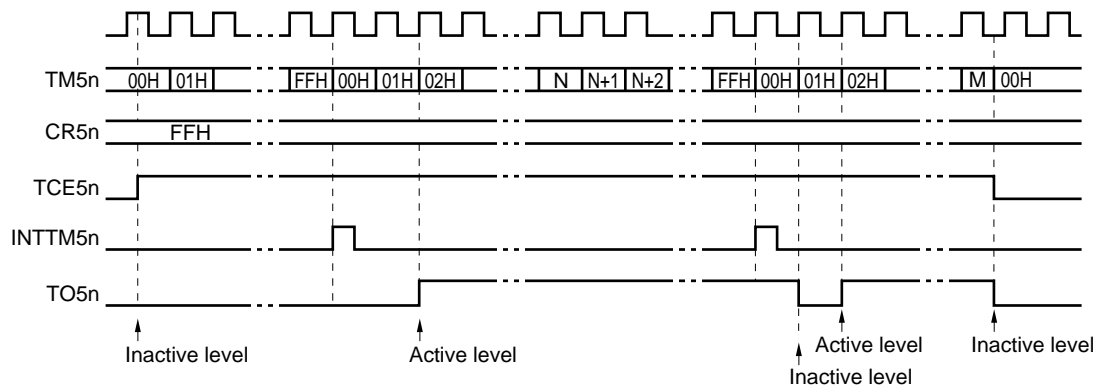 TM5n 00H 01H FFH 00H 01H 02H N N+1 N+2 FFH 00H 01H 02H M 00H
CR5n FFH
TCE5n
INTTM5n
TO5n
Inactive level Active level Active level Inactive level
Inactive level